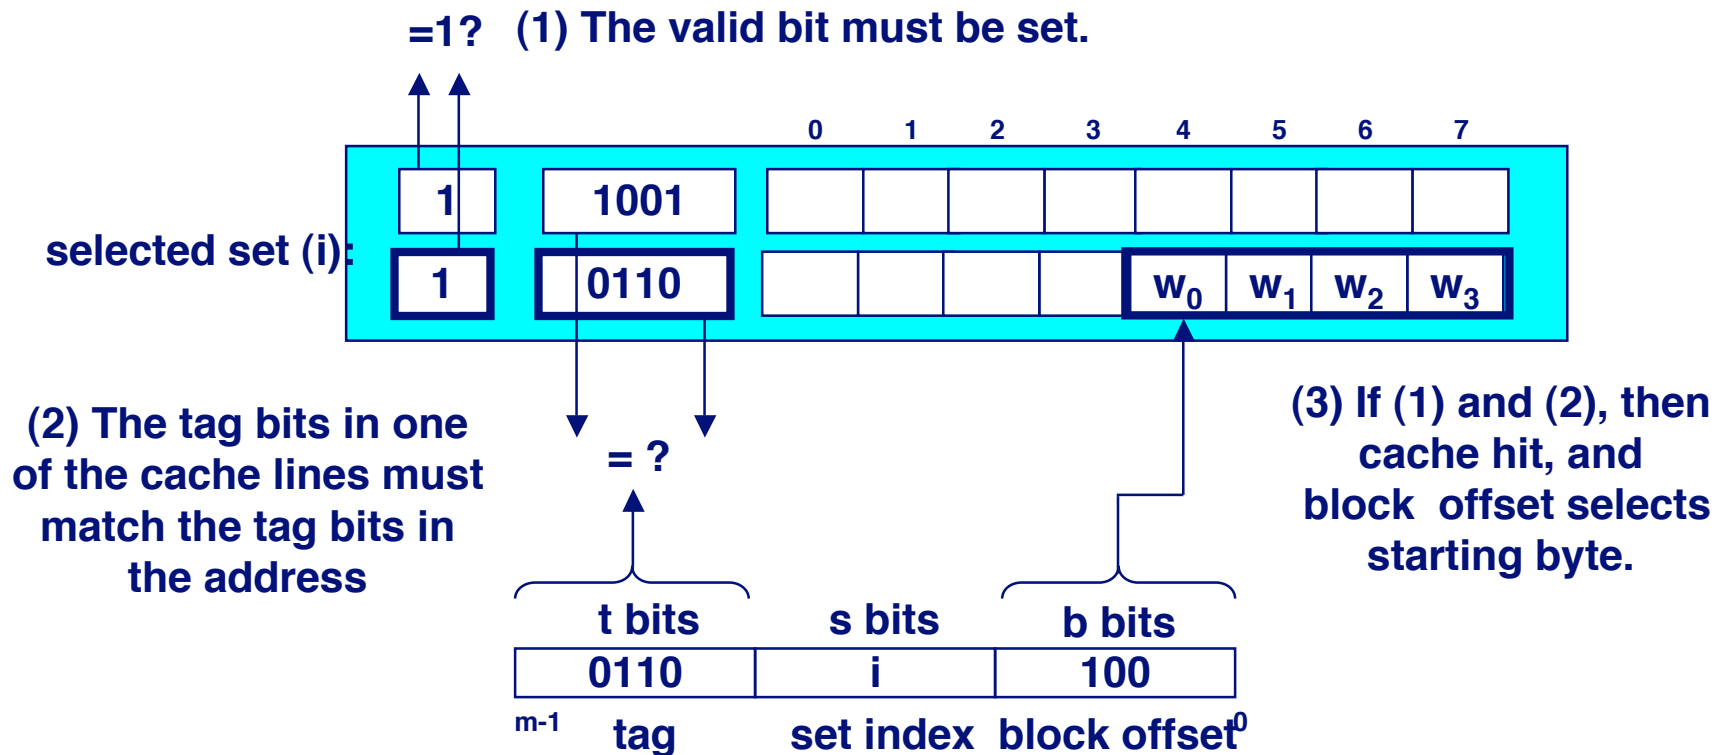 =1? (1) The valid bit must be set.
0 1 2 3 4 5 6 7
1 1001
selected set (i):
1 0110 w0 w1 w2 w3
(2) The tag bits in one
of the cache lines must
match the tag bits in
the address
= ?
(3) If (1) and (2), then
cache hit, and
block offset selects
starting byte.
t bits s bits b bits
0110 i 100
m-1 tag set index block offset 0